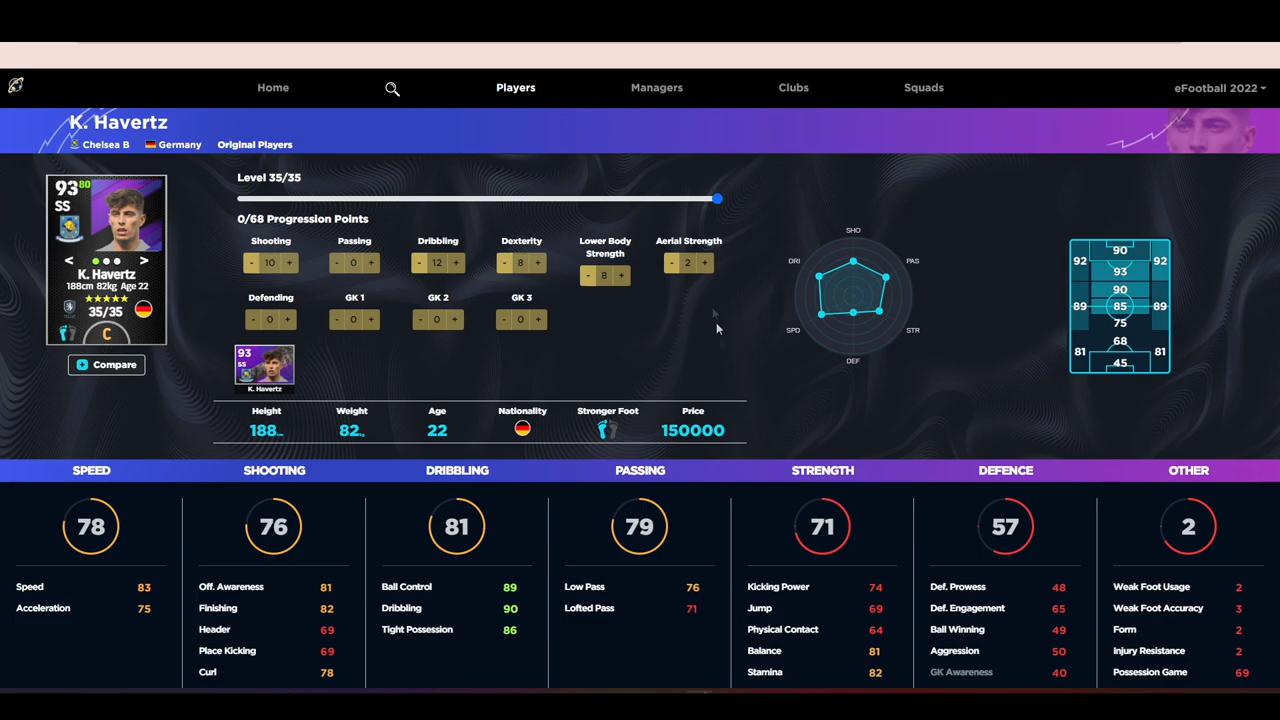 Home Players Managers Clubs Squads eFootball 2022
K. Havertz
Chelsea B Germany Original Players
93 80
SS
< >
K. Havertz
188cm 82kg Age 22
35/35
C
Compare
Level 35/35
0/68 Progression Points
Shooting Passing Dribbling Dexterity Lower Body Strength Aerial Strength
- 10 + - 0 + - 12 + - 8 + - 8 + - 2 +
Defending GK 1 GK 2 GK 3
- 0 + - 0 + - 0 + - 0 +
93
SS
K. Havertz
Height Weight Age Nationality Stronger Foot Price
188 82 22 150000
SHO
DRI PAS
SPD STR
DEF
90
92 92
93
90
89 85 89
75
68
81 81
45
SPEED SHOOTING DRIBBLING PASSING STRENGTH DEFENCE OTHER
78 76 81 79 71 57 2
Speed 83 Off. Awareness 81 Ball Control 89 Low Pass 76 Kicking Power 74 Def. Prowess 48 Weak Foot Usage 2
Acceleration 75 Finishing 82 Dribbling 90 Lofted Pass 71 Jump 69 Def. Engagement 65 Weak Foot Accuracy 3
Header 69 Tight Possession 86 Physical Contact 64 Ball Winning 49 Form 2
Place Kicking 69 Balance 81 Aggression 50 Injury Resistance 2
Curl 78 Stamina 82 GK Awareness 40 Possession Game 69